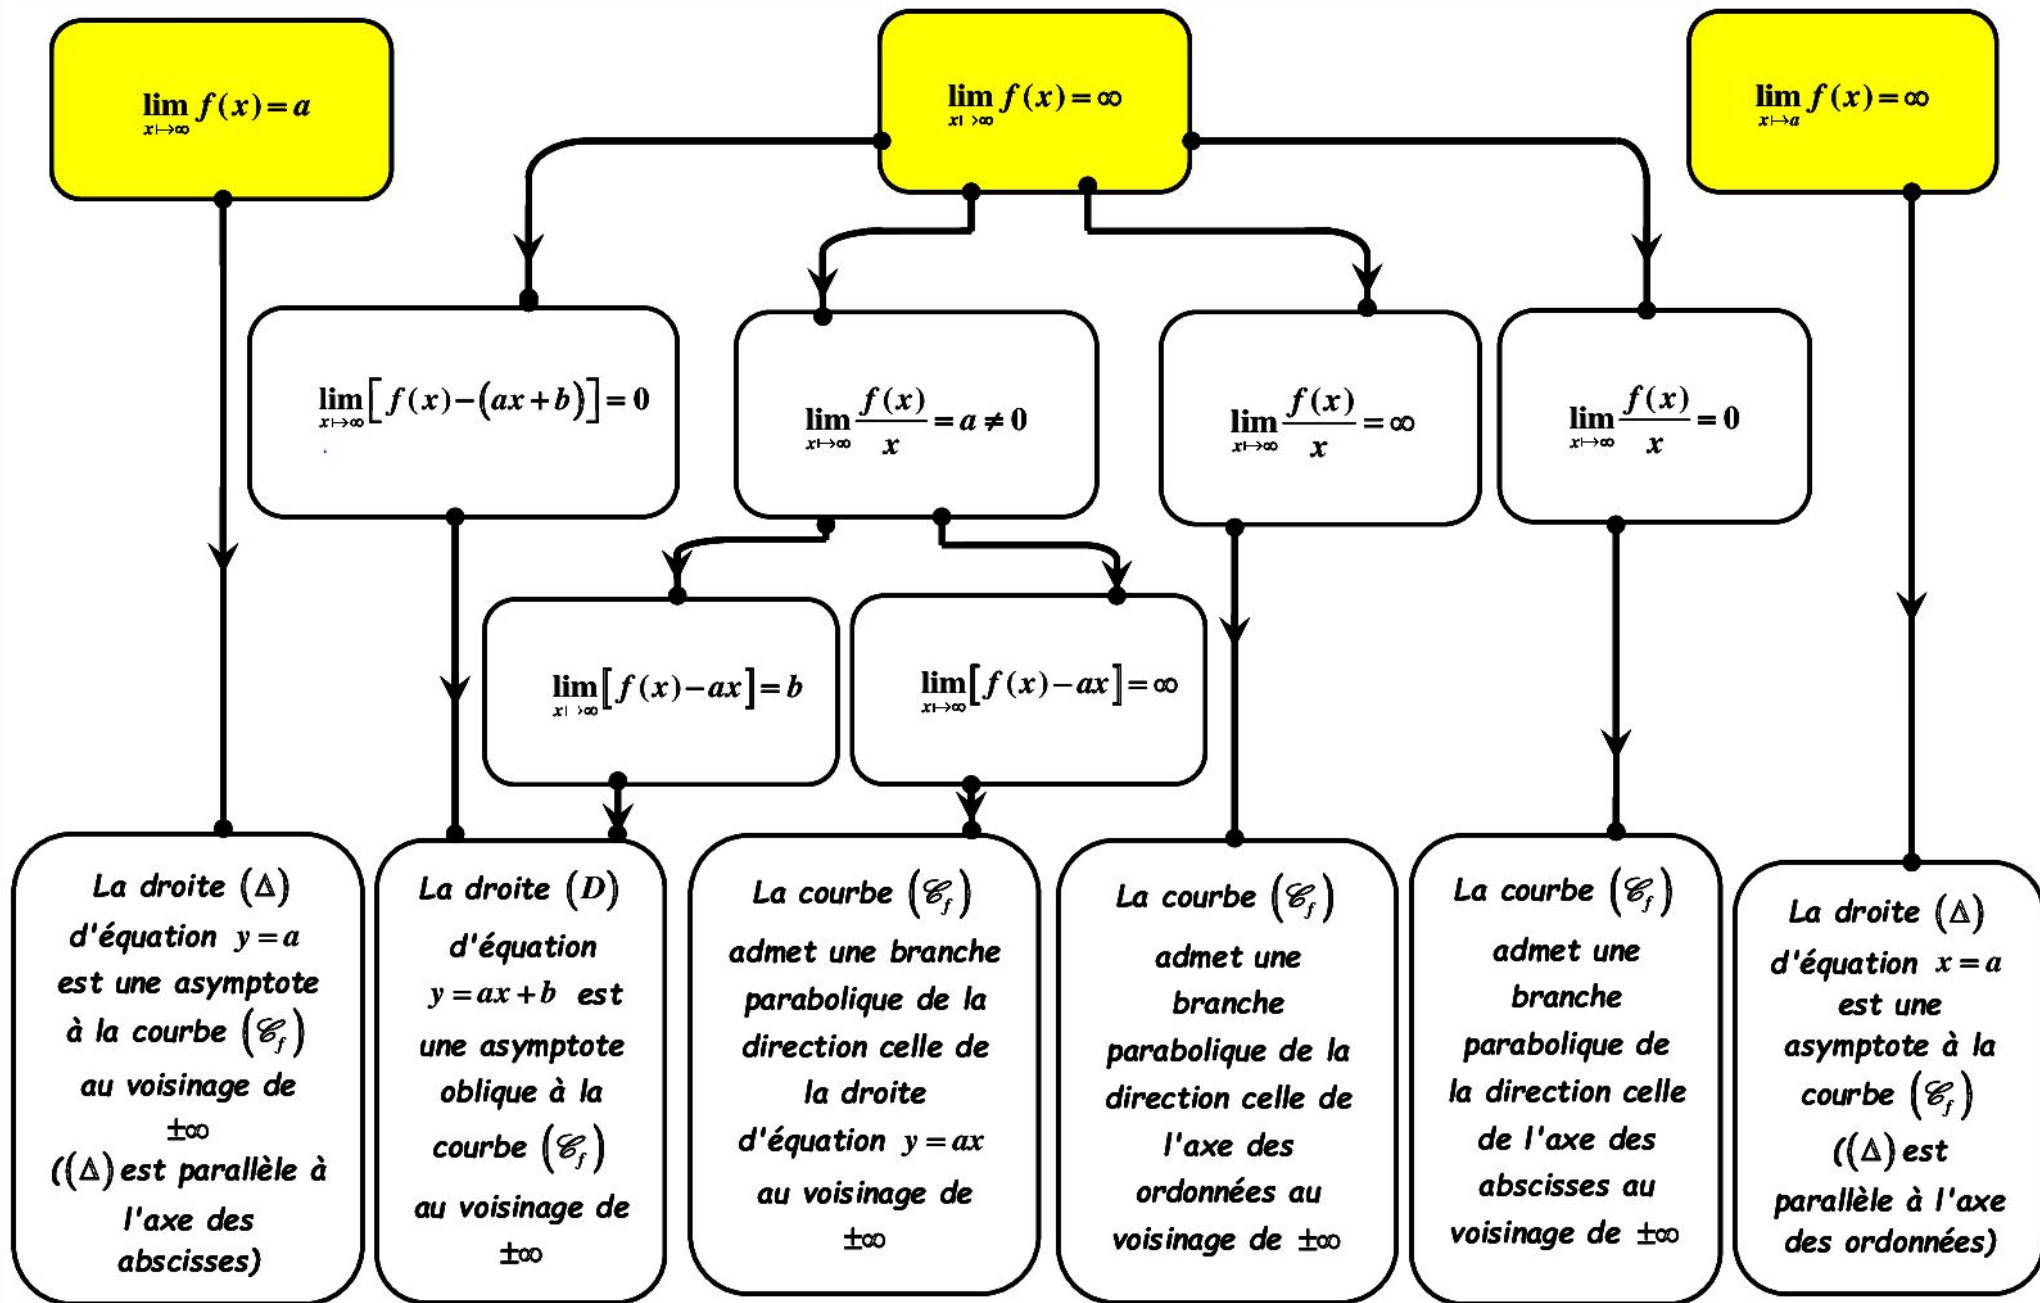 lim f(x) = a
x↦∞
lim f(x) = ∞
x↦∞
lim f(x) = ∞
x↦a
lim [f(x) − (ax + b)] = 0
x↦∞
lim f(x)/x = a ≠ 0
x↦∞
lim f(x)/x = ∞
x↦∞
lim f(x)/x = 0
x↦∞
lim [f(x) − ax] = b
x↦∞
lim [f(x) − ax] = ∞
x↦∞
La droite (Δ)
d'équation y = a
est une asymptote
à la courbe (𝒞f)
au voisinage de
±∞
((Δ) est parallèle à
l'axe des
abscisses)
La droite (D)
d'équation
y = ax + b est
une asymptote
oblique à la
courbe (𝒞f)
au voisinage de
±∞
La courbe (𝒞f)
admet une branche
parabolique de la
direction celle de
la droite
d'équation y = ax
au voisinage de
±∞
La courbe (𝒞f)
admet une
branche
parabolique de la
direction celle de
l'axe des
ordonnées au
voisinage de ±∞
La courbe (𝒞f)
admet une
branche
parabolique de
la direction celle
de l'axe des
abscisses au
voisinage de ±∞
La droite (Δ)
d'équation x = a
est une
asymptote à la
courbe (𝒞f)
((Δ) est
parallèle à l'axe
des ordonnées)